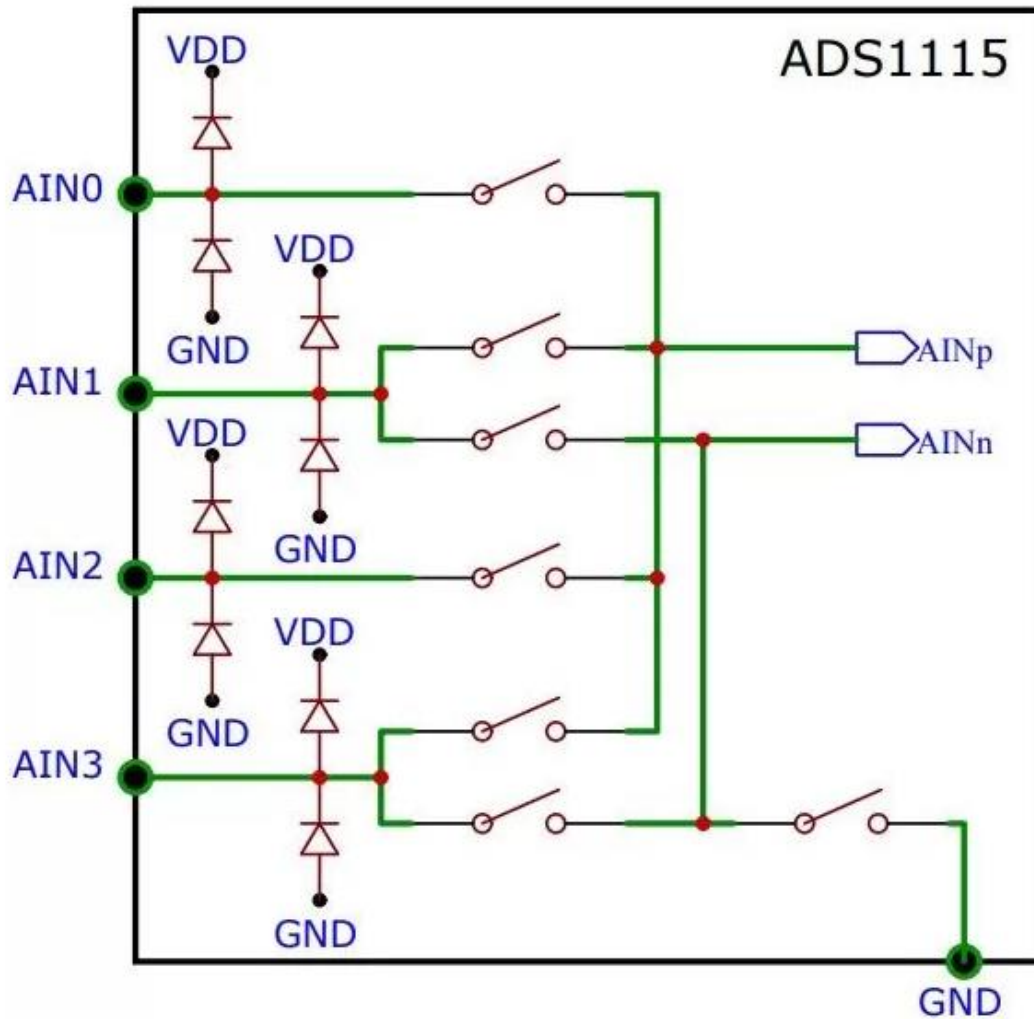 VDD
ADS1115
AIN0
VDD
GND
AINp
AIN1
VDD
AINn
GND
AIN2
VDD
GND
AIN3
GND
GND